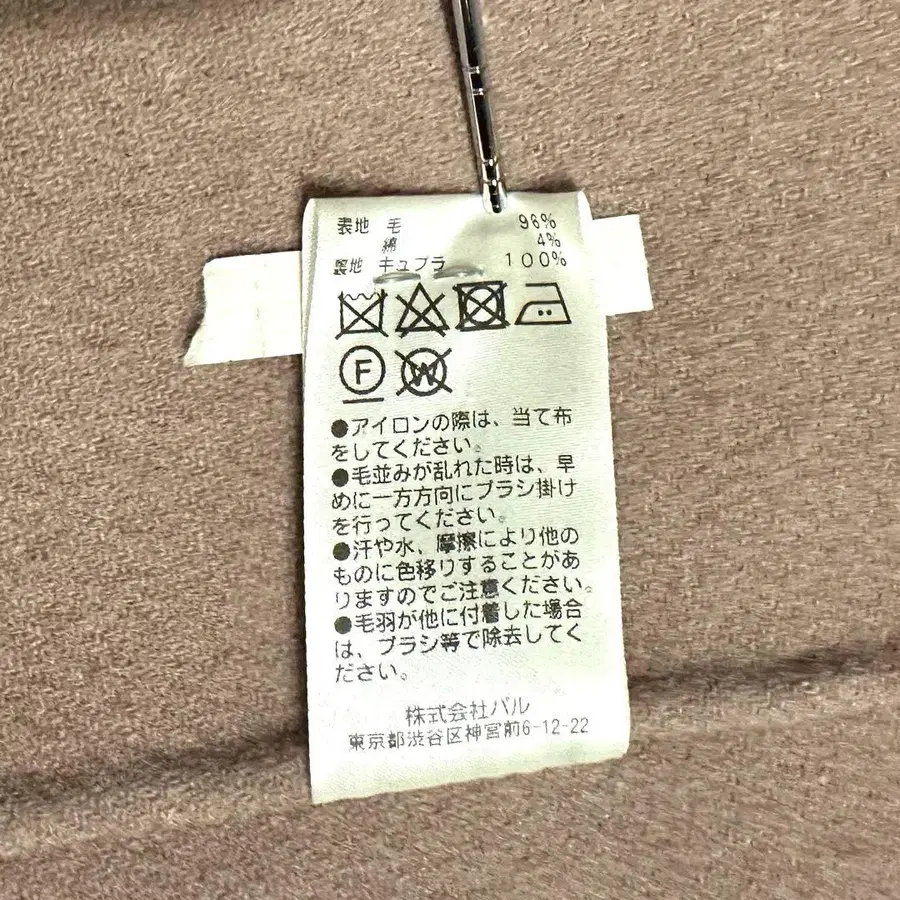 表地 毛 96%
綿 4%
裏地 キュプラ 100%
F W
●アイロンの際は、当て布
をしてください。
●毛並みが乱れた時は、早
めに一方方向にブラシ掛け
を行ってください。
●汗や水、摩擦により他の
ものに色移りすることがあ
りますのでご注意ください。
●毛羽が他に付着した場合
は、ブラシ等で除去してく
ださい。
株式会社パル
東京都渋谷区神宮前6-12-22